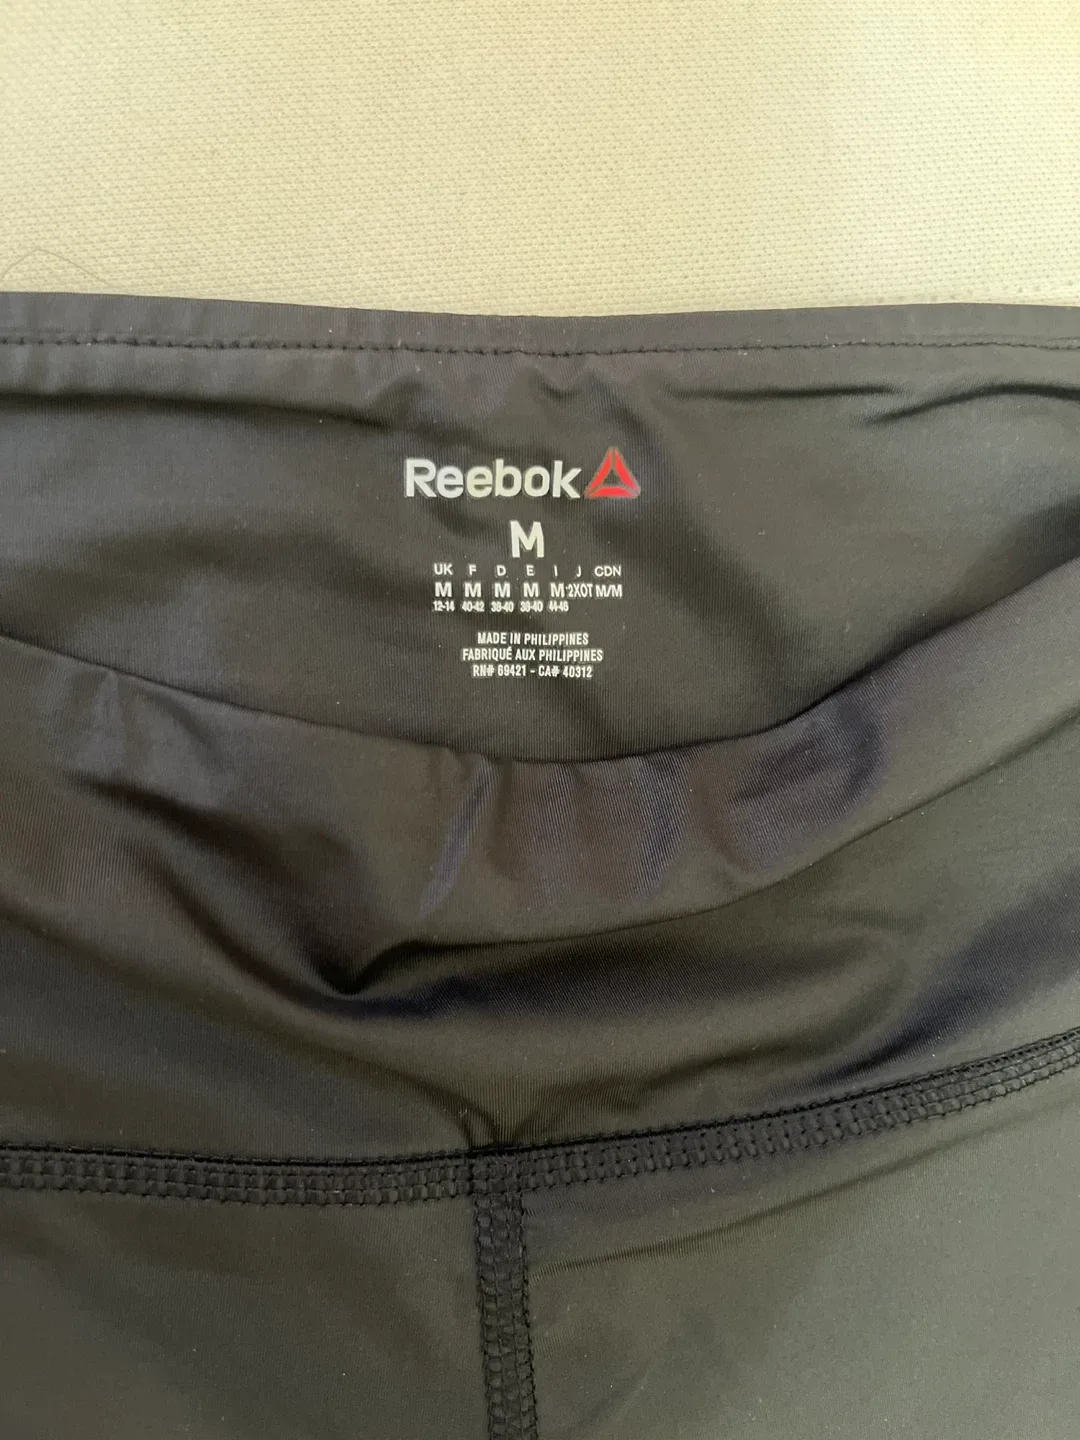 Reebok
M
UK F D E I J CDN
M M M M M 2XOT M/M
12-14 40-42 38-40 38-40 44-46
MADE IN PHILIPPINES
FABRIQUÉ AUX PHILIPPINES
RN# 69421 - CA# 40312